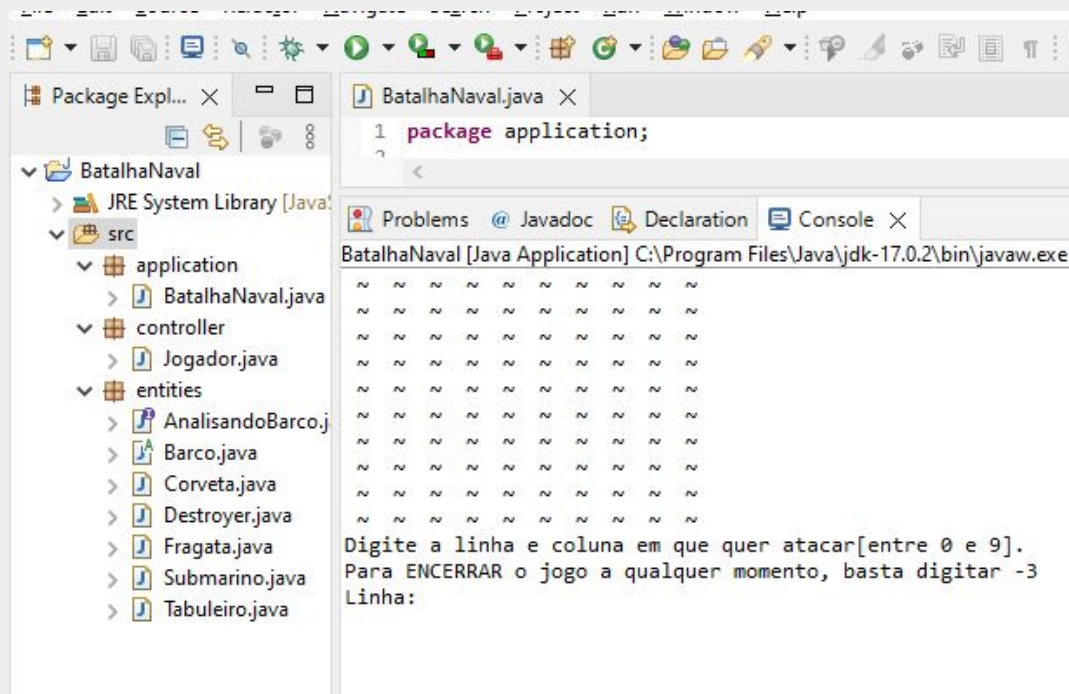 Package Expl...
BatalhaNaval
JRE System Library [Java
src
application
BatalhaNaval.java
controller
Jogador.java
entities
AnalisandoBarco.j
Barco.java
Corveta.java
Destroyer.java
Fragata.java
Submarino.java
Tabuleiro.java
BatalhaNaval.java
1 package application;
Problems @ Javadoc Declaration Console
BatalhaNaval [Java Application] C:\Program Files\Java\jdk-17.0.2\bin\javaw.exe
~ ~ ~ ~ ~ ~ ~ ~ ~ ~
~ ~ ~ ~ ~ ~ ~ ~ ~ ~
~ ~ ~ ~ ~ ~ ~ ~ ~ ~
~ ~ ~ ~ ~ ~ ~ ~ ~ ~
~ ~ ~ ~ ~ ~ ~ ~ ~ ~
~ ~ ~ ~ ~ ~ ~ ~ ~ ~
~ ~ ~ ~ ~ ~ ~ ~ ~ ~
~ ~ ~ ~ ~ ~ ~ ~ ~ ~
~ ~ ~ ~ ~ ~ ~ ~ ~ ~
~ ~ ~ ~ ~ ~ ~ ~ ~ ~
Digite a linha e coluna em que quer atacar[entre 0 e 9].
Para ENCERRAR o jogo a qualquer momento, basta digitar -3
Linha: